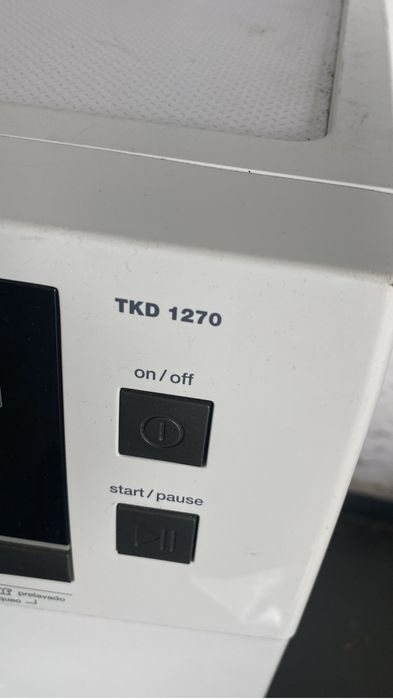 TKD 1270
on / off
start / pause
prelavado